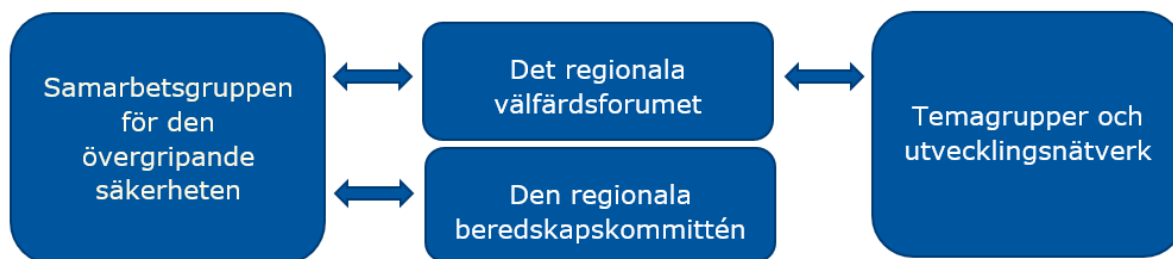 Samarbetsgruppen
för den
övergripande
säkerheten
Det regionala
välfärdsforumet
Den regionala
beredskapskommittén
Temagrupper och
utvecklingsnätverk